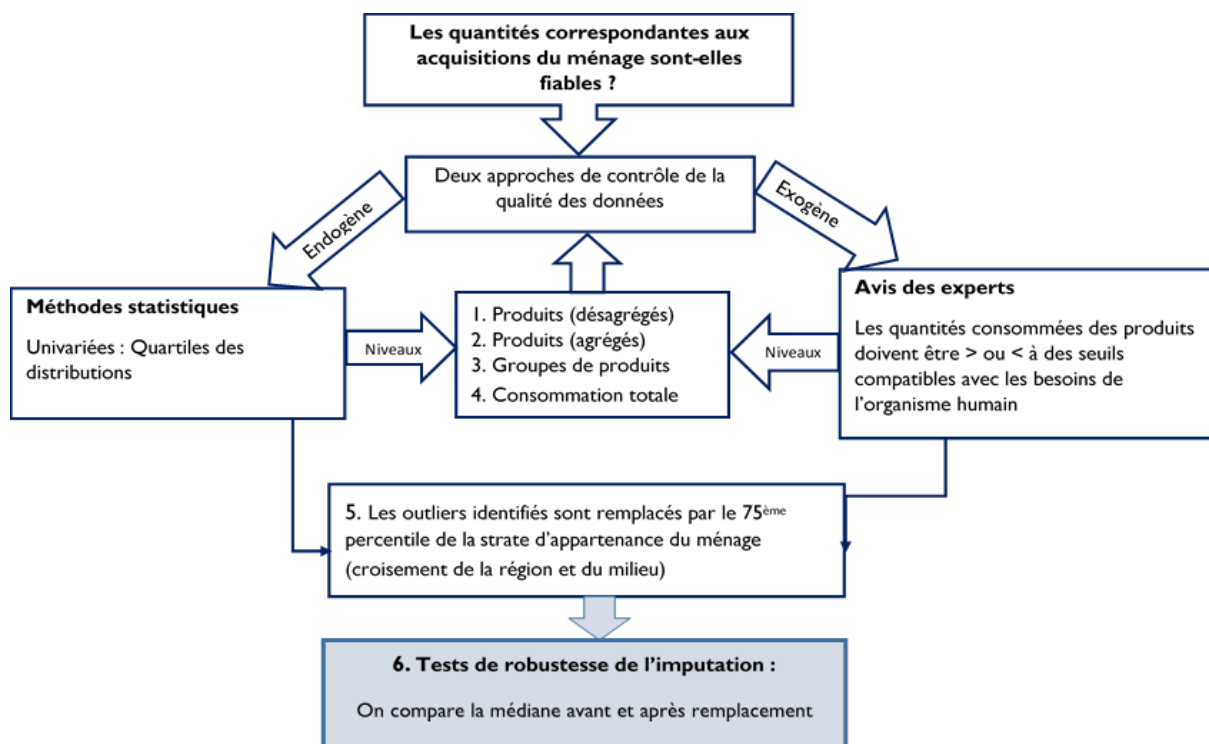 Les quantités correspondantes aux
acquisitions du ménage sont-elles
fiables ?
Deux approches de contrôle de la
qualité des données
Endogène
Exogène
Méthodes statistiques
Univariées : Quartiles des
distributions
Niveaux
1. Produits (désagrégés)
2. Produits (agrégés)
3. Groupes de produits
4. Consommation totale
Niveaux
Avis des experts
Les quantités consommées des produits
doivent être > ou < à des seuils
compatibles avec les besoins de
l’organisme humain
5. Les outliers identifiés sont remplacés par le 75ème
percentile de la strate d’appartenance du ménage
(croisement de la région et du milieu)
6. Tests de robustesse de l’imputation :
On compare la médiane avant et après remplacement